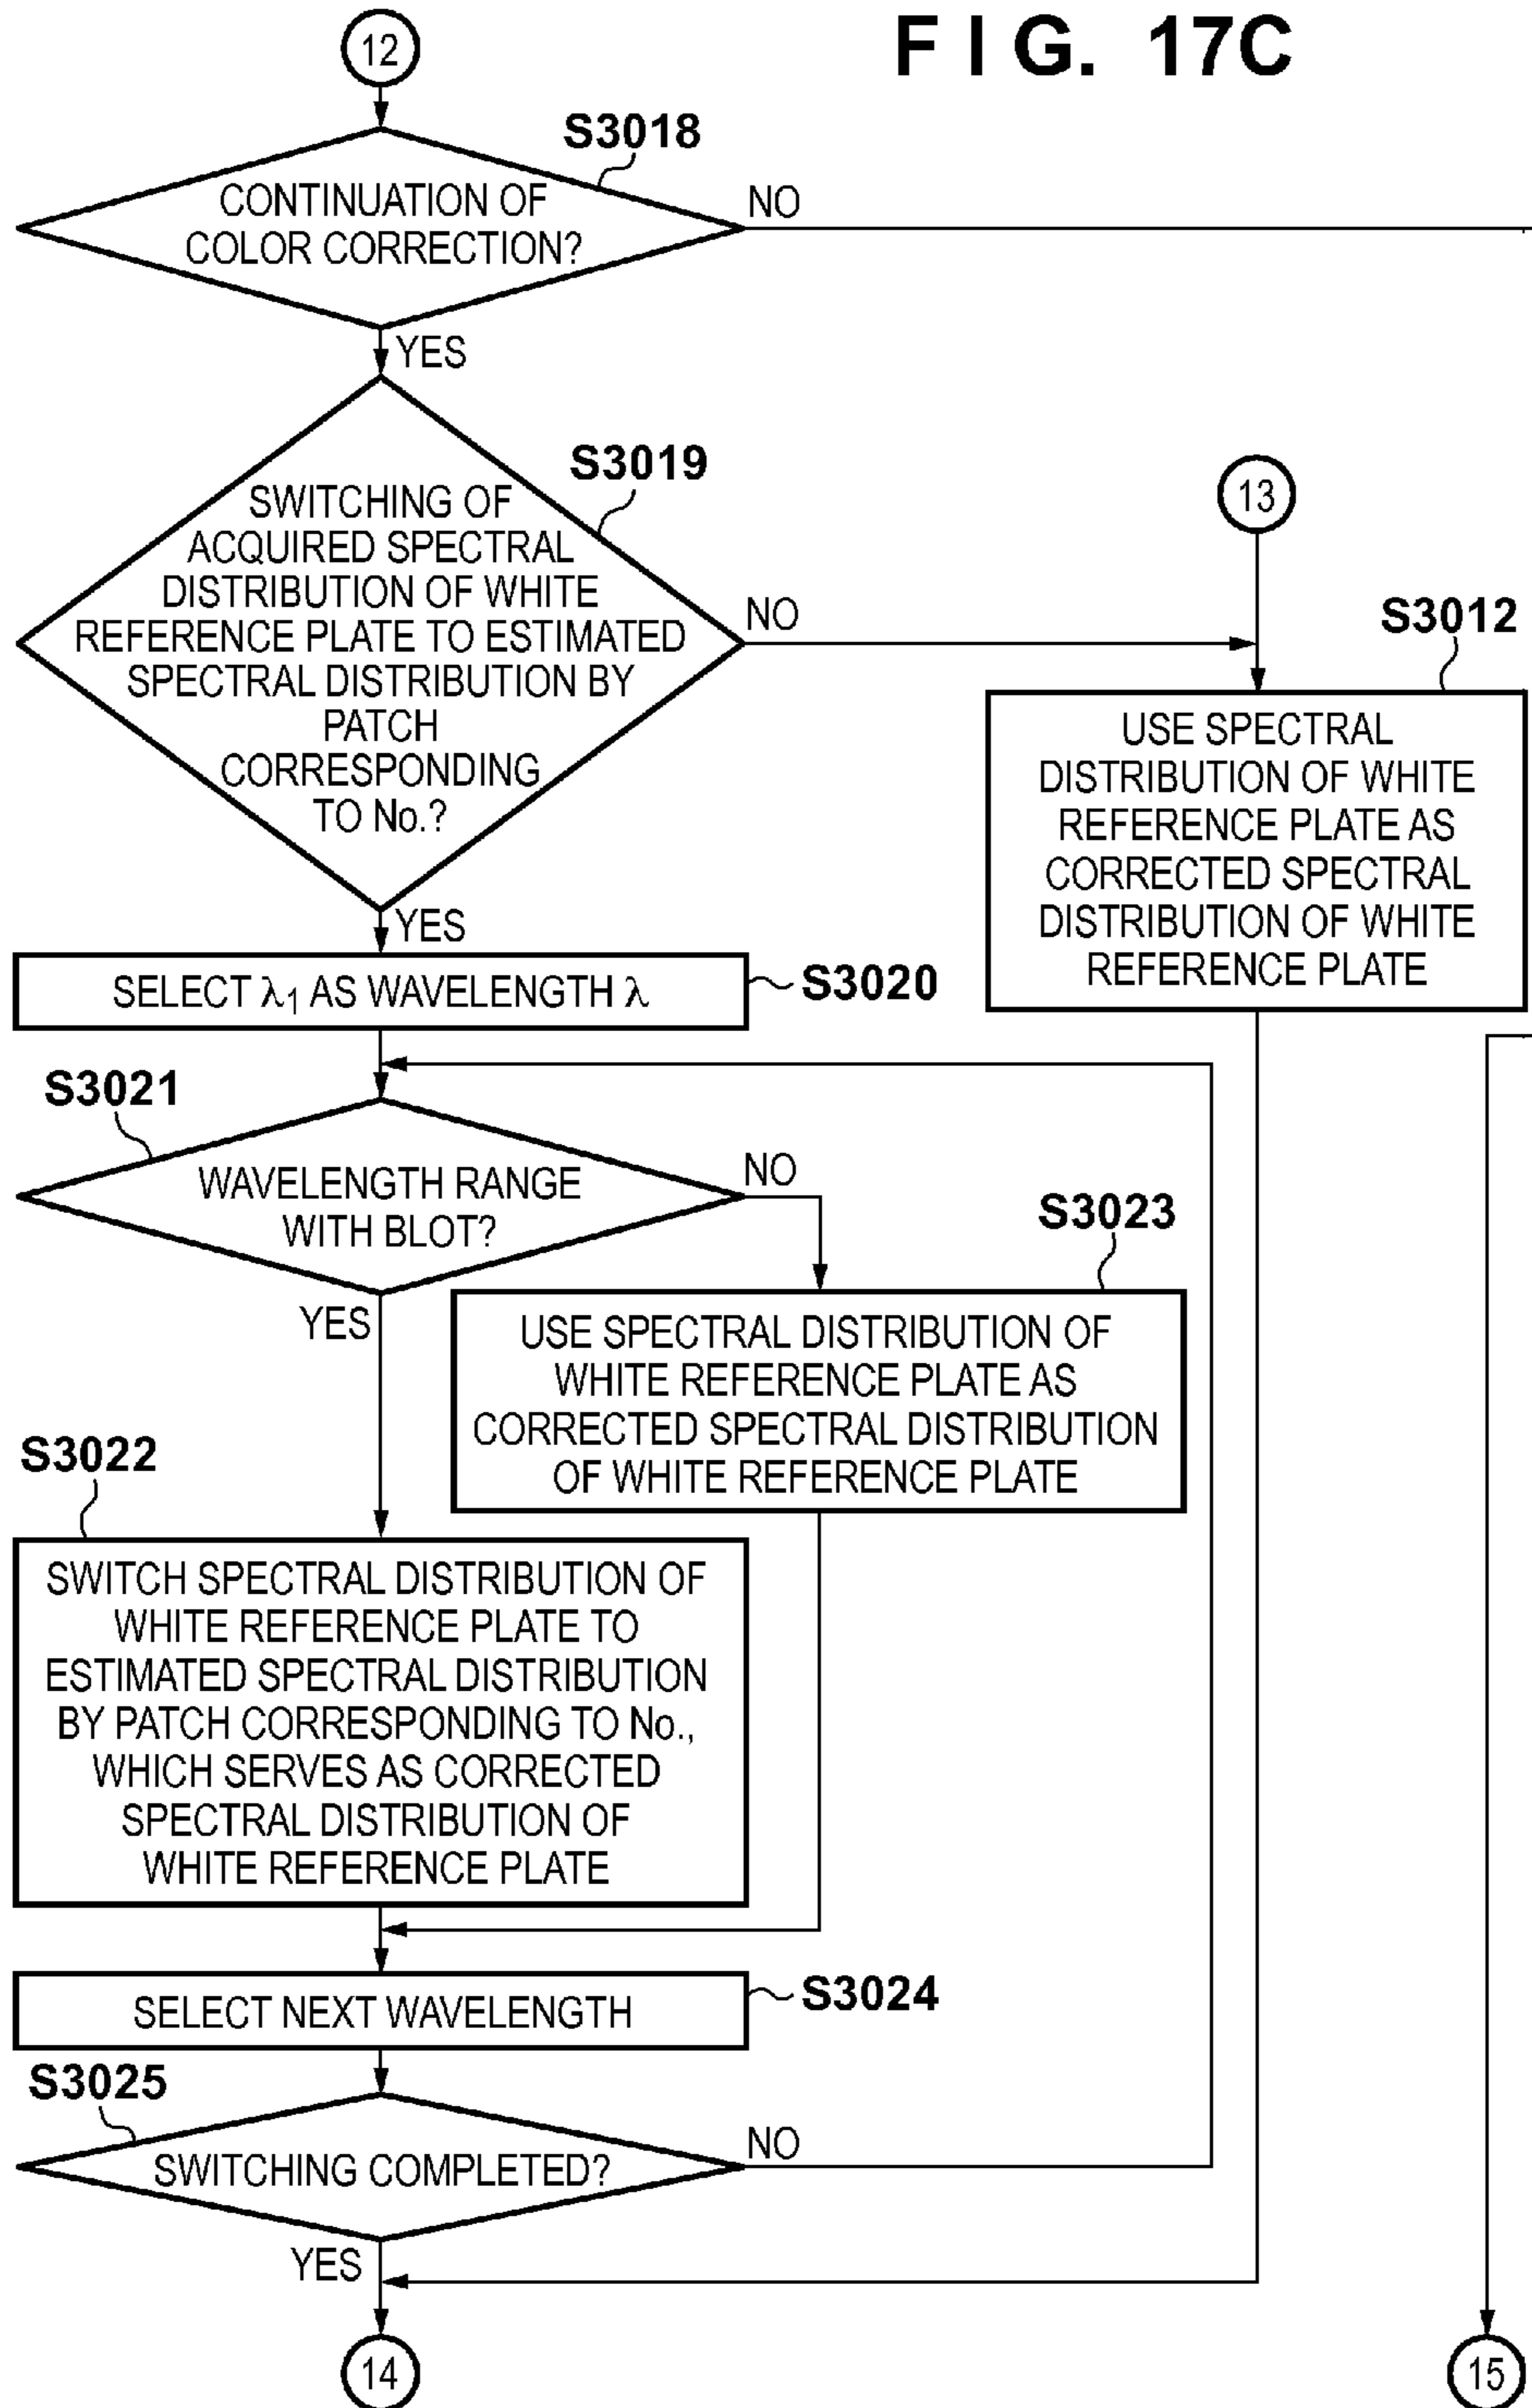 FIG. 17C
12
S3018
CONTINUATION OF
COLOR CORRECTION?
NO
YES
S3019
SWITCHING OF
ACQUIRED SPECTRAL
DISTRIBUTION OF WHITE
REFERENCE PLATE TO ESTIMATED
SPECTRAL DISTRIBUTION BY
PATCH
CORRESPONDING
TO No.?
NO
YES
13
S3012
USE SPECTRAL
DISTRIBUTION OF WHITE
REFERENCE PLATE AS
CORRECTED SPECTRAL
DISTRIBUTION OF WHITE
REFERENCE PLATE
SELECT λ1 AS WAVELENGTH λ
S3020
S3021
WAVELENGTH RANGE
WITH BLOT?
NO
YES
S3023
USE SPECTRAL DISTRIBUTION OF
WHITE REFERENCE PLATE AS
CORRECTED SPECTRAL DISTRIBUTION
OF WHITE REFERENCE PLATE
S3022
SWITCH SPECTRAL DISTRIBUTION OF
WHITE REFERENCE PLATE TO
ESTIMATED SPECTRAL DISTRIBUTION
BY PATCH CORRESPONDING TO No.,
WHICH SERVES AS CORRECTED
SPECTRAL DISTRIBUTION OF
WHITE REFERENCE PLATE
SELECT NEXT WAVELENGTH
S3024
S3025
SWITCHING COMPLETED?
NO
YES
14
15